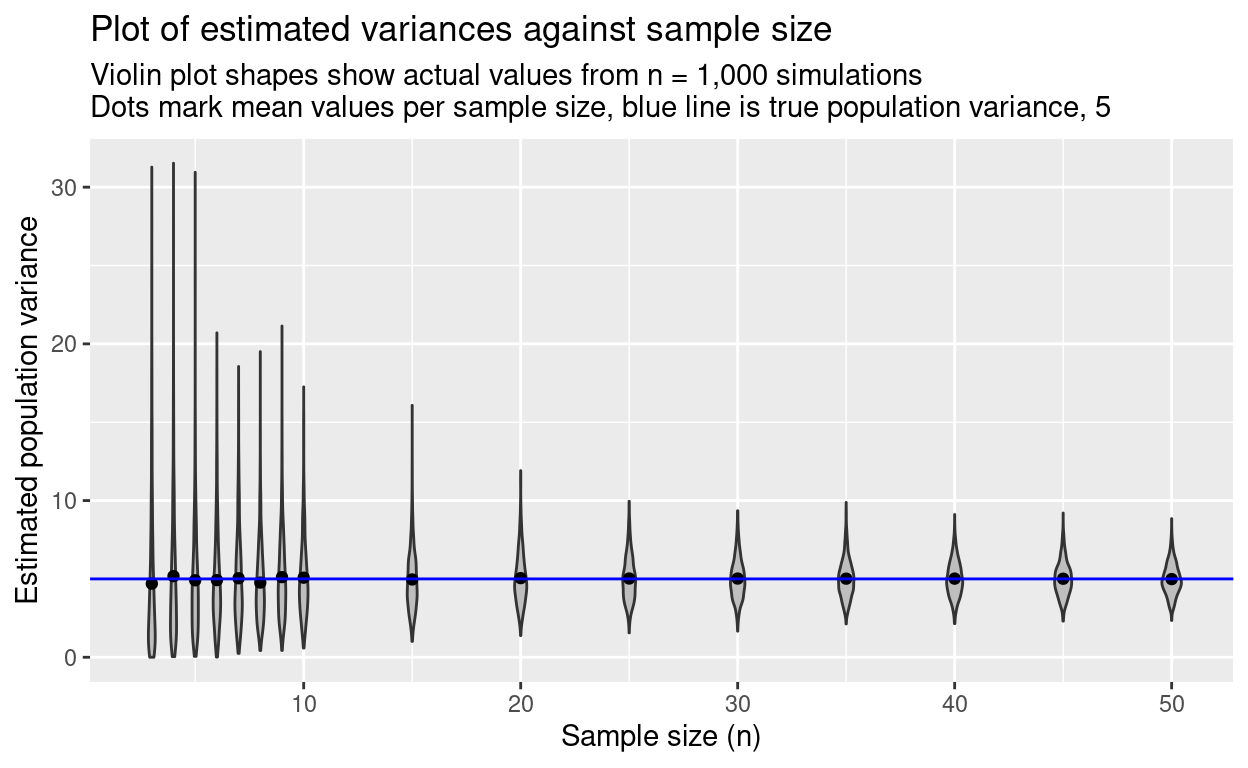 Plot of estimated variances against sample size
Violin plot shapes show actual values from n = 1,000 simulations
Dots mark mean values per sample size, blue line is true population variance, 5
Estimated population variance
30
20
10
0
10
20
30
40
50
Sample size (n)